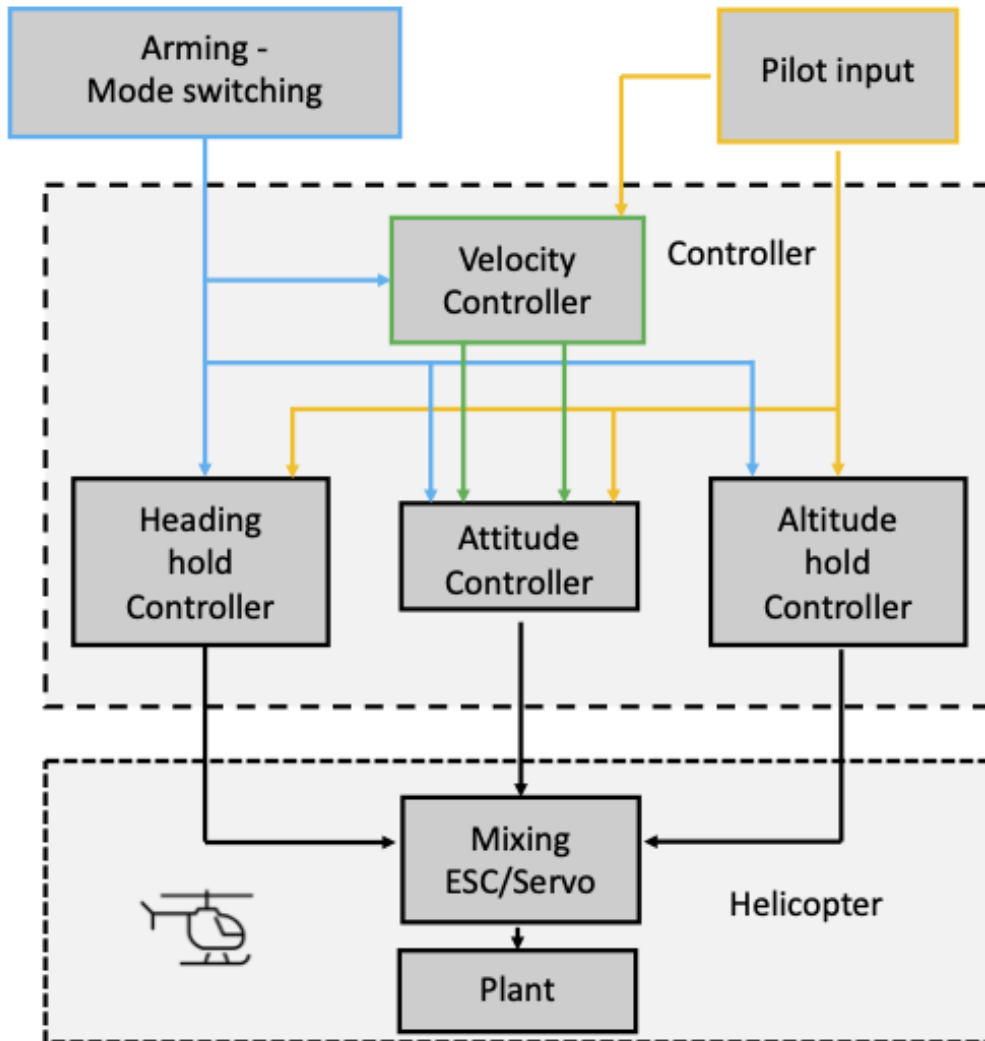 Arming -
Mode switching
Pilot input
Velocity
Controller
Controller
Heading
hold
Controller
Attitude
Controller
Altitude
hold
Controller
Mixing
ESC/Servo
Helicopter
Plant